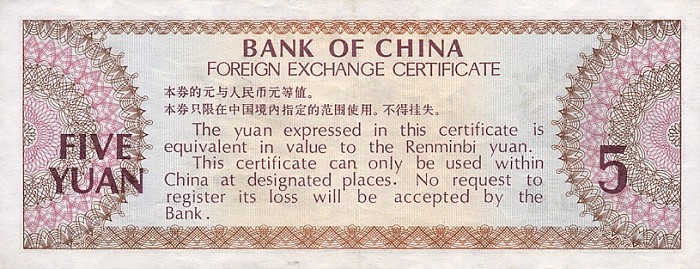 BANK OF CHINA
FOREIGN EXCHANGE CERTIFICATE
本券的元与人民币元等值。
本券只限在中国境内指定的范围使用。不得挂失。
The yuan expressed in this certificate is
equivalent in value to the Renminbi yuan.
This certificate can only be used within
China at designated places. No request to
register its loss will be accepted by the
Bank.
FIVE
YUAN
5